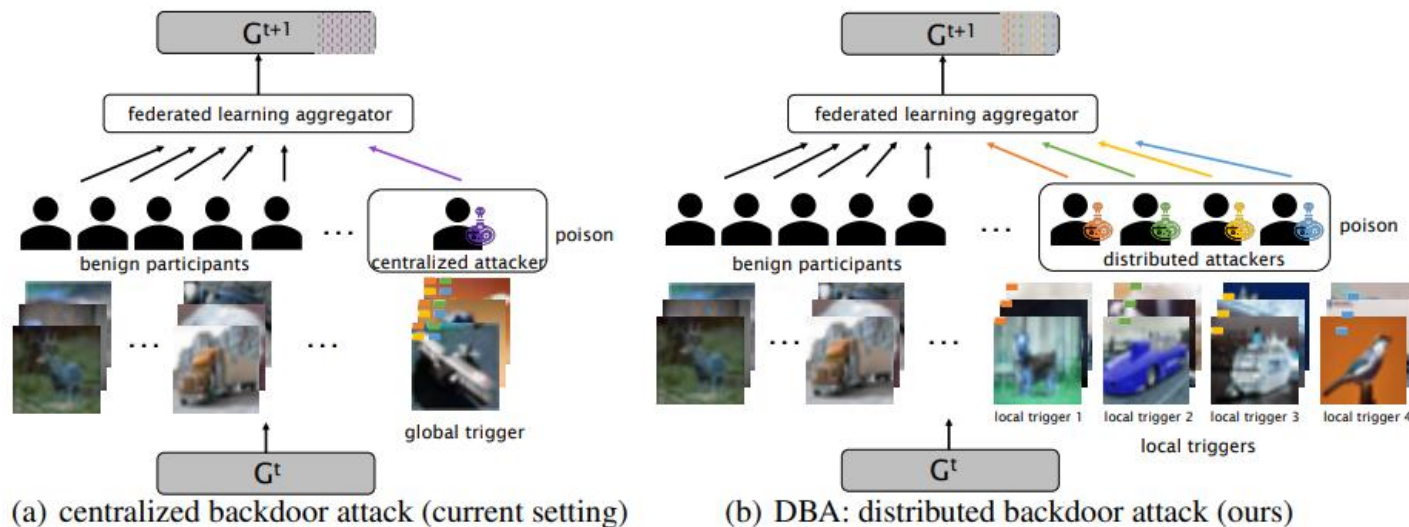 G^{t+1}
federated learning aggregator
...
benign participants
centralized attacker
poison
...
...
global trigger
G^t
(a) centralized backdoor attack (current setting)
G^{t+1}
federated learning aggregator
...
benign participants
distributed attackers
poison
...
...
local trigger 1
local trigger 2
local trigger 3
local trigger 4
local triggers
G^t
(b) DBA: distributed backdoor attack (ours)